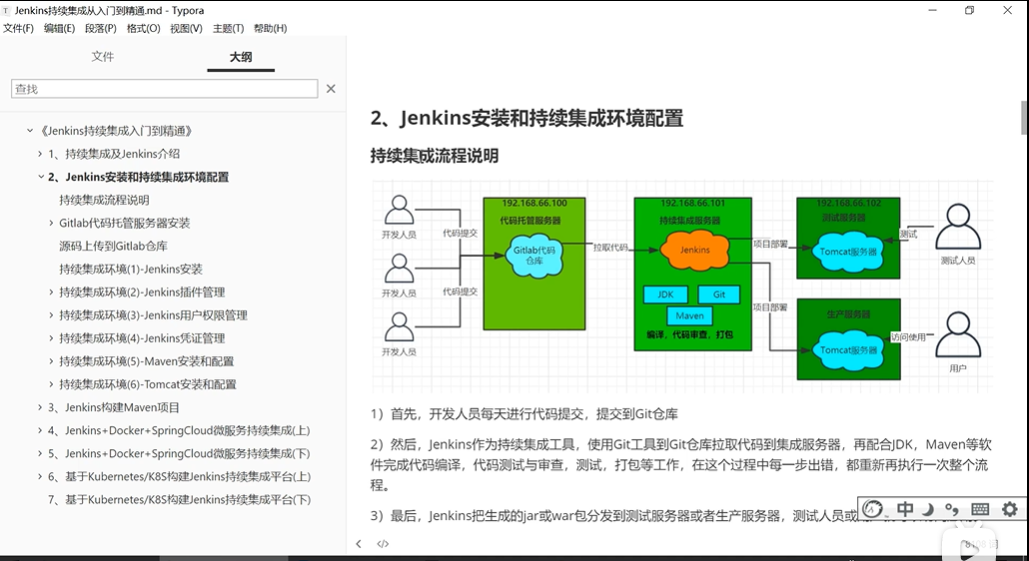 Jenkins持续集成从入门到精通.md - Typora
文件(F) 编辑(E) 段落(P) 格式(O) 视图(V) 主题(T) 帮助(H)
文件 大纲
查找
《Jenkins持续集成入门到精通》
1、持续集成及Jenkins介绍
2、Jenkins安装和持续集成环境配置
持续集成流程说明
Gitlab代码托管服务器安装
源码上传到Gitlab仓库
持续集成环境(1)-Jenkins安装
持续集成环境(2)-Jenkins插件管理
持续集成环境(3)-Jenkins用户权限管理
持续集成环境(4)-Jenkins凭证管理
持续集成环境(5)-Maven安装和配置
持续集成环境(6)-Tomcat安装和配置
3、Jenkins构建Maven项目
4、Jenkins+Docker+SpringCloud微服务持续集成(上)
5、Jenkins+Docker+SpringCloud微服务持续集成(下)
6、基于Kubernetes/K8S构建Jenkins持续集成平台(上)
7、基于Kubernetes/K8S构建Jenkins持续集成平台(下)
2、Jenkins安装和持续集成环境配置
持续集成流程说明
开发人员
开发人员
开发人员
代码提交
代码提交
192.168.66.100
代码托管服务器
Gitlab代码
仓库
拉取代码
192.168.66.101
持续集成服务器
Jenkins
JDK
Git
Maven
编译，代码审查，打包
项目部署
项目部署
192.168.66.102
测试服务器
Tomcat服务器
测试
测试人员
生产服务器
Tomcat服务器
访问使用
用户
1）首先，开发人员每天进行代码提交，提交到Git仓库
2）然后，Jenkins作为持续集成工具，使用Git工具到Git仓库拉取代码到集成服务器，再配合JDK，Maven等软
件完成代码编译，代码测试与审查，测试，打包等工作，在这个过程中每一步出错，都重新再执行一次整个流
程。
3）最后，Jenkins把生成的jar或war包分发到测试服务器或者生产服务器，测试人员或
中